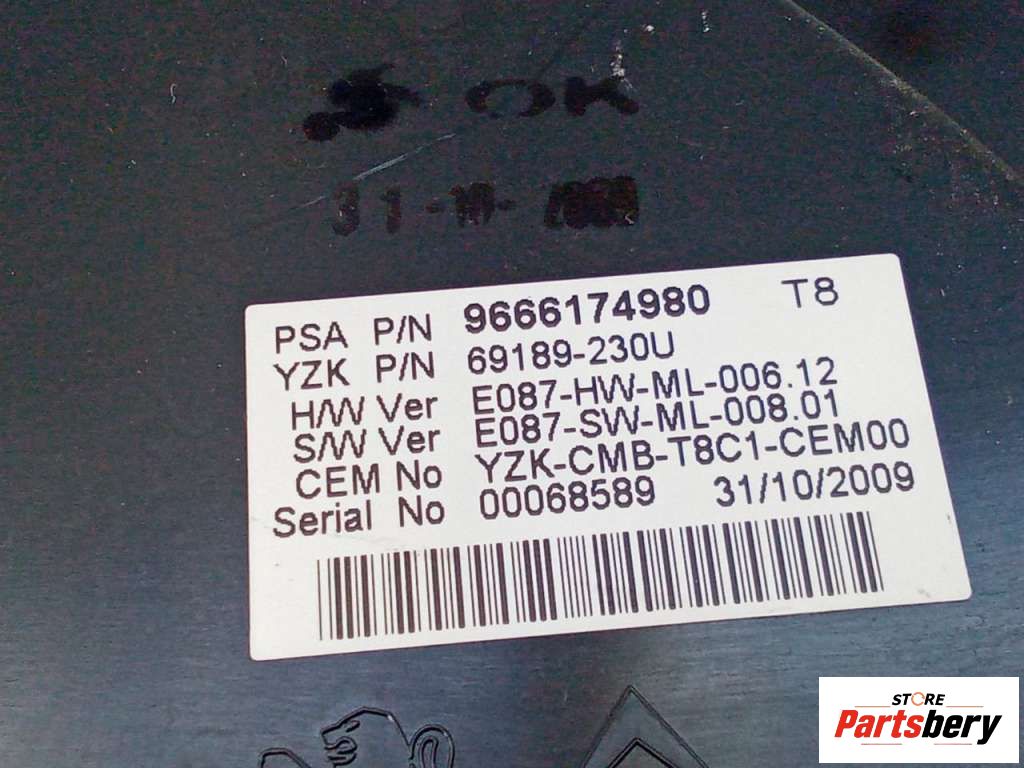 OK
31-10-
PSA P/N 9666174980 T8
YZK P/N 69189-230U
H/W Ver E087-HW-ML-006.12
S/W Ver E087-SW-ML-008.01
CEM No YZK-CMB-T8C1-CEM00
Serial No 00068589 31/10/2009
STORE
Partsbery